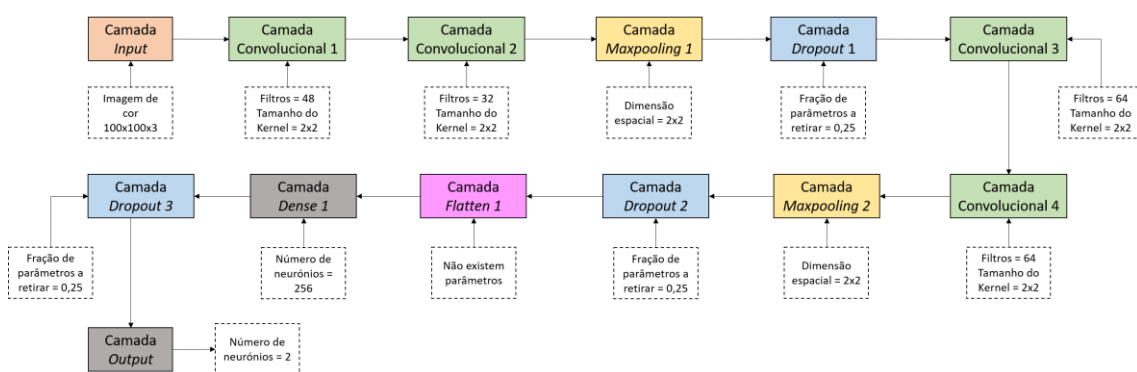 Camada
Input
Camada
Convolucional 1
Camada
Convolucional 2
Camada
Maxpooling 1
Camada
Dropout 1
Camada
Convolucional 3
Imagem de
cor
100x100x3
Filtros = 48
Tamanho do
Kernel = 2x2
Filtros = 32
Tamanho do
Kernel = 2x2
Dimensão
espacial = 2x2
Fração de
parâmetros a
retirar = 0,25
Filtros = 64
Tamanho do
Kernel = 2x2
Camada
Dropout 3
Camada
Dense 1
Camada
Flatten 1
Camada
Dropout 2
Camada
Maxpooling 2
Camada
Convolucional 4
Fração de
parâmetros a
retirar = 0,25
Número de
neurónios =
256
Não existem
parâmetros
Fração de
parâmetros a
retirar = 0,25
Dimensão
espacial = 2x2
Filtros = 64
Tamanho do
Kernel = 2x2
Camada
Output
Número de
neurónios = 2